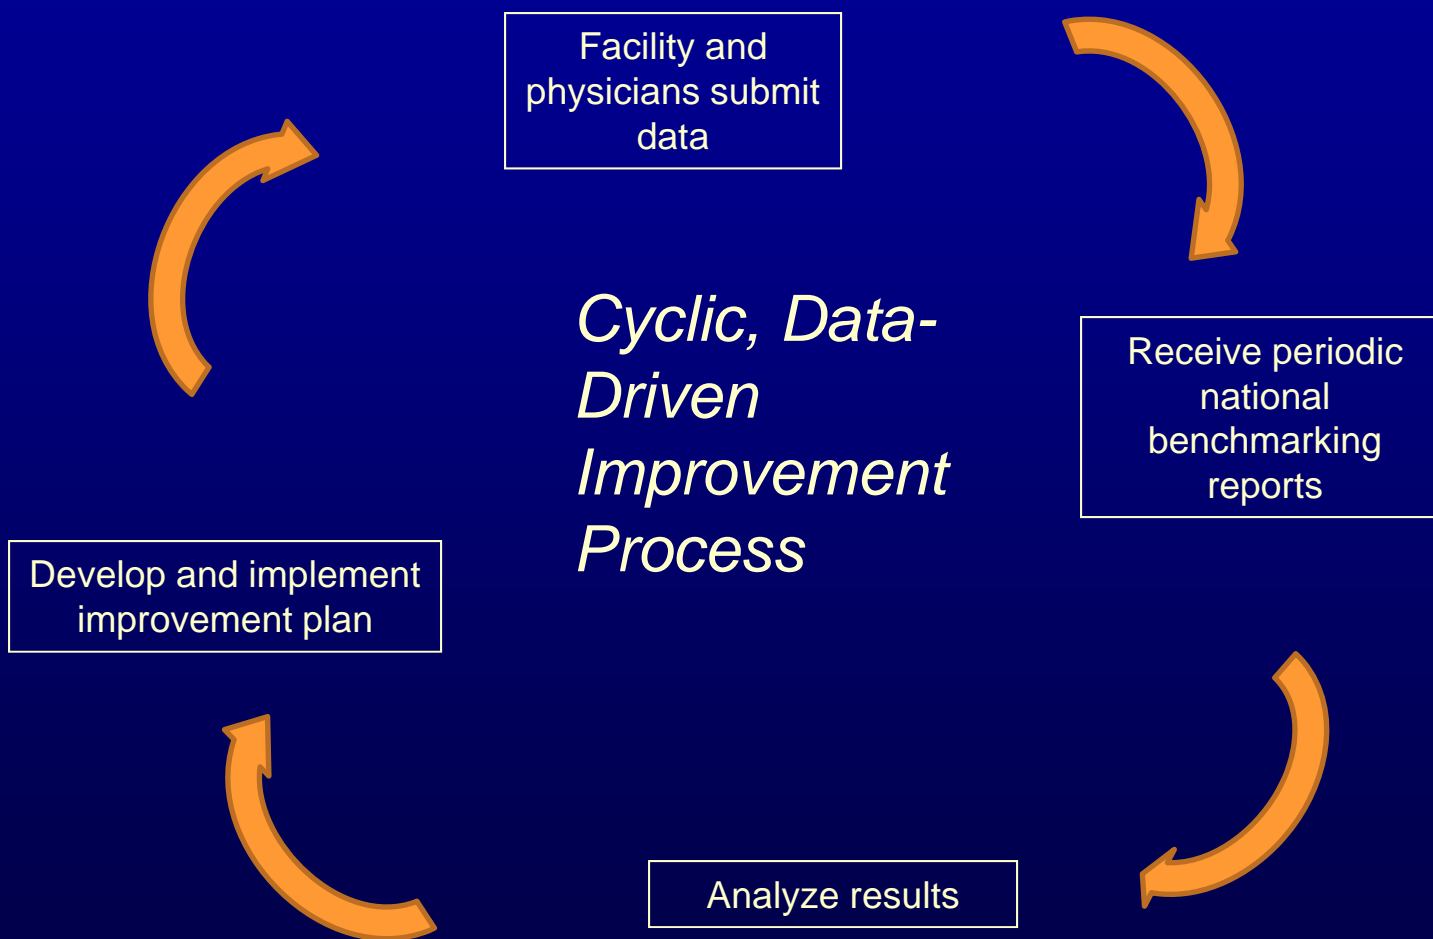 Facility and
physicians submit
data
Cyclic, Data-
Driven
Improvement
Process
Receive periodic
national
benchmarking
reports
Develop and implement
improvement plan
Analyze results